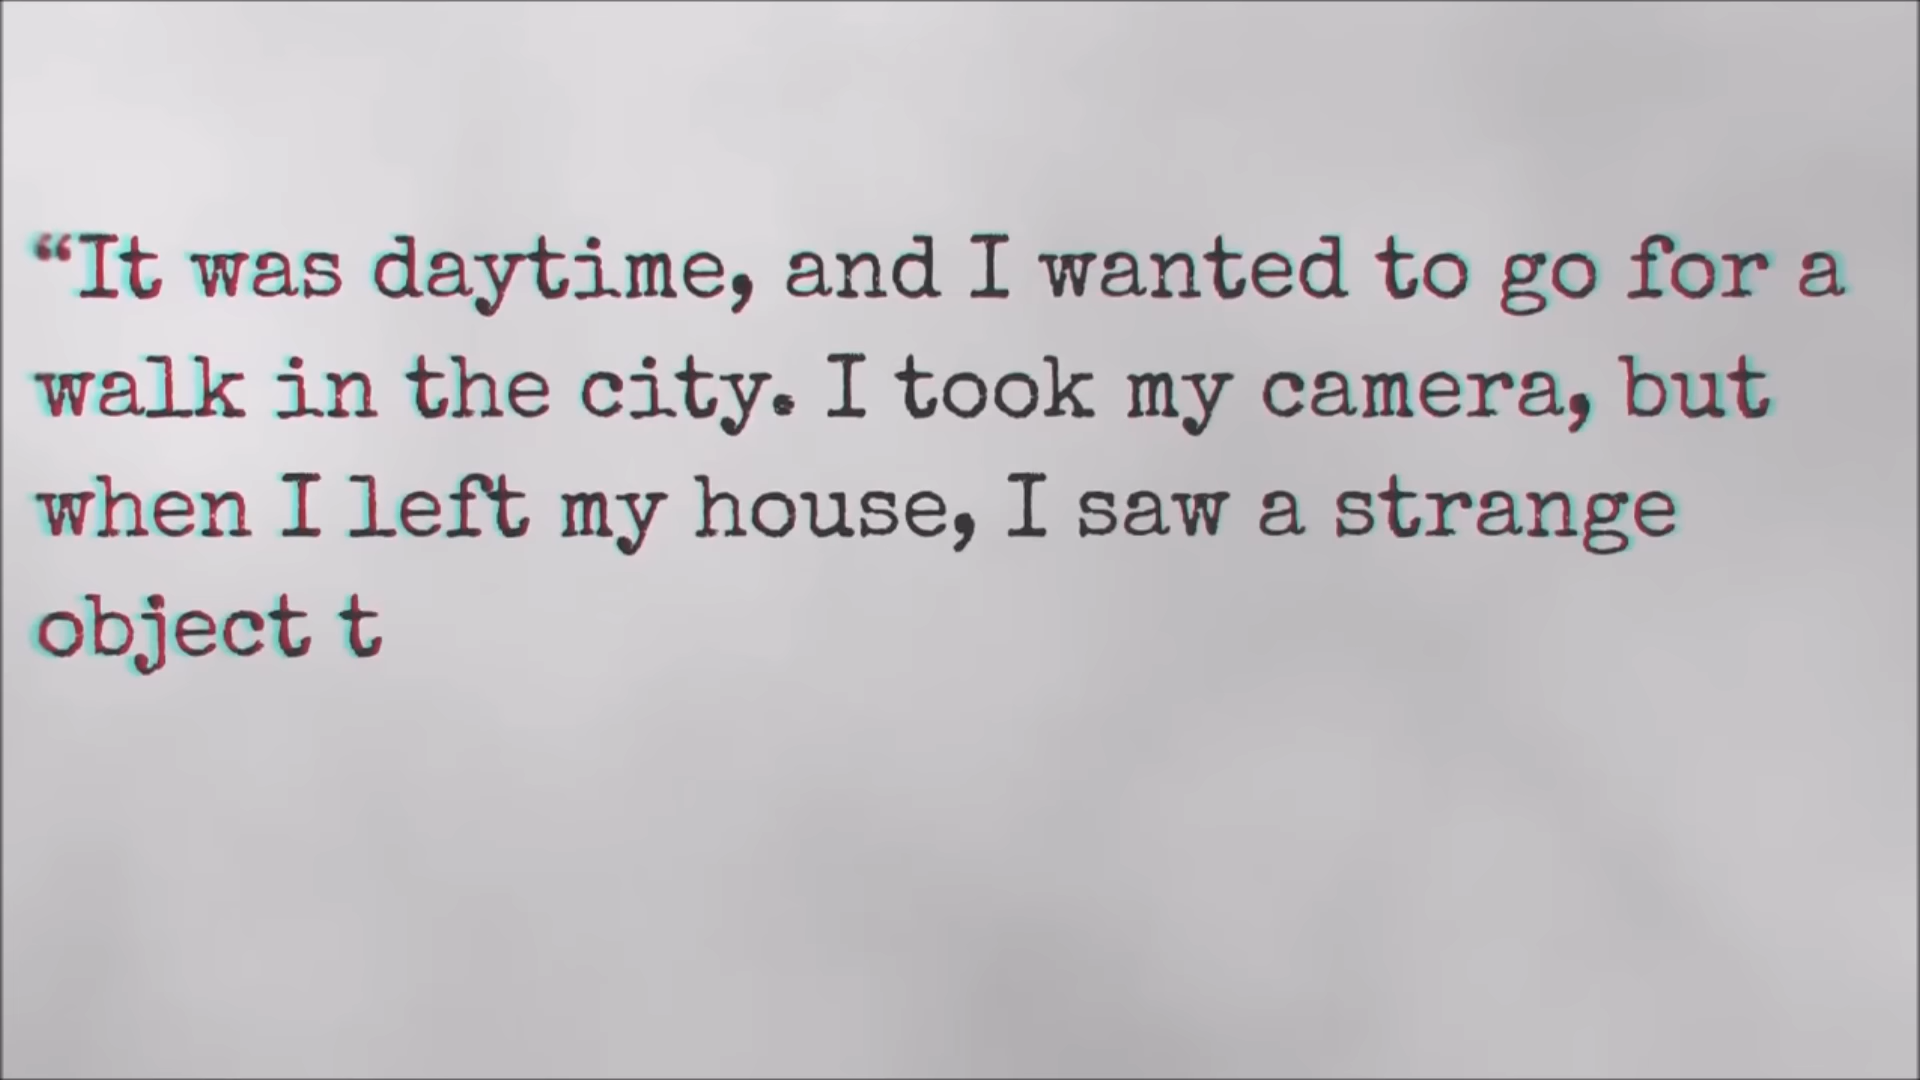 “It was daytime, and I wanted to go for a
walk in the city. I took my camera, but
when I left my house, I saw a strange
object t